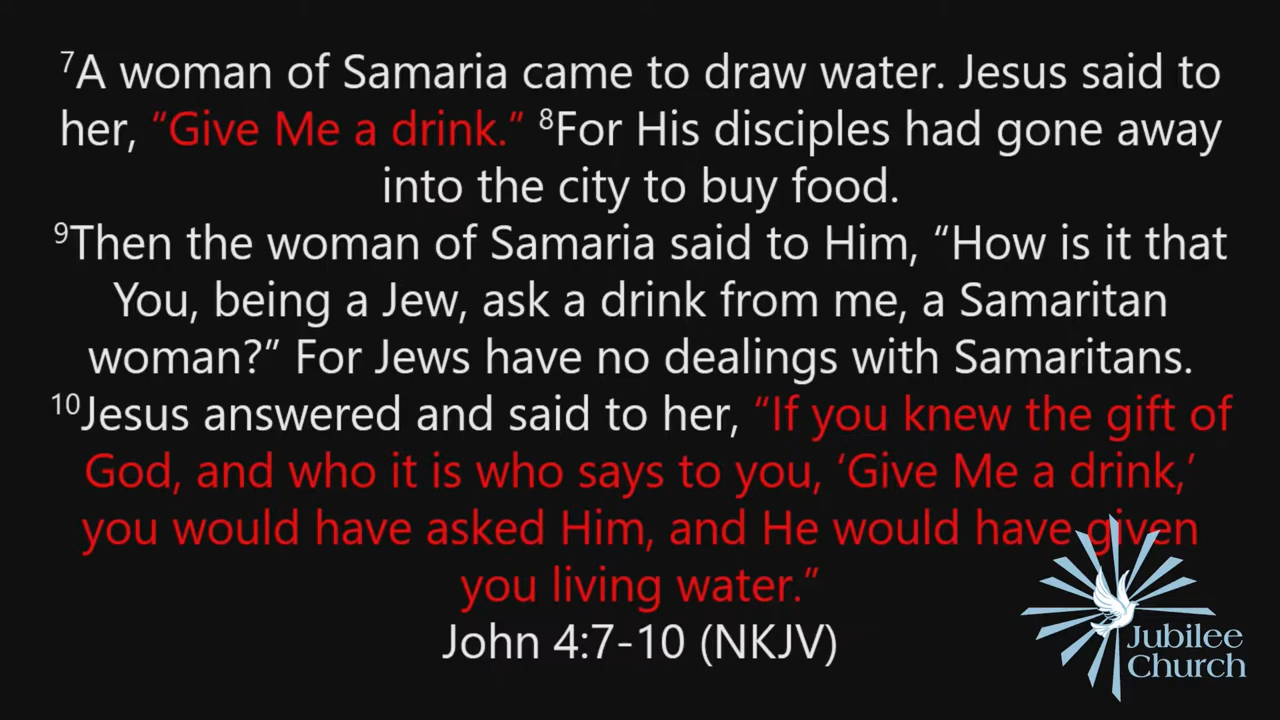 ⁷A woman of Samaria came to draw water. Jesus said to
her, “Give Me a drink.” ⁸For His disciples had gone away
into the city to buy food.
⁹Then the woman of Samaria said to Him, “How is it that
You, being a Jew, ask a drink from me, a Samaritan
woman?” For Jews have no dealings with Samaritans.
¹⁰Jesus answered and said to her, “If you knew the gift of
God, and who it is who says to you, ‘Give Me a drink,’
you would have asked Him, and He would have given
you living water.”
John 4:7-10 (NKJV)
Jubilee
Church